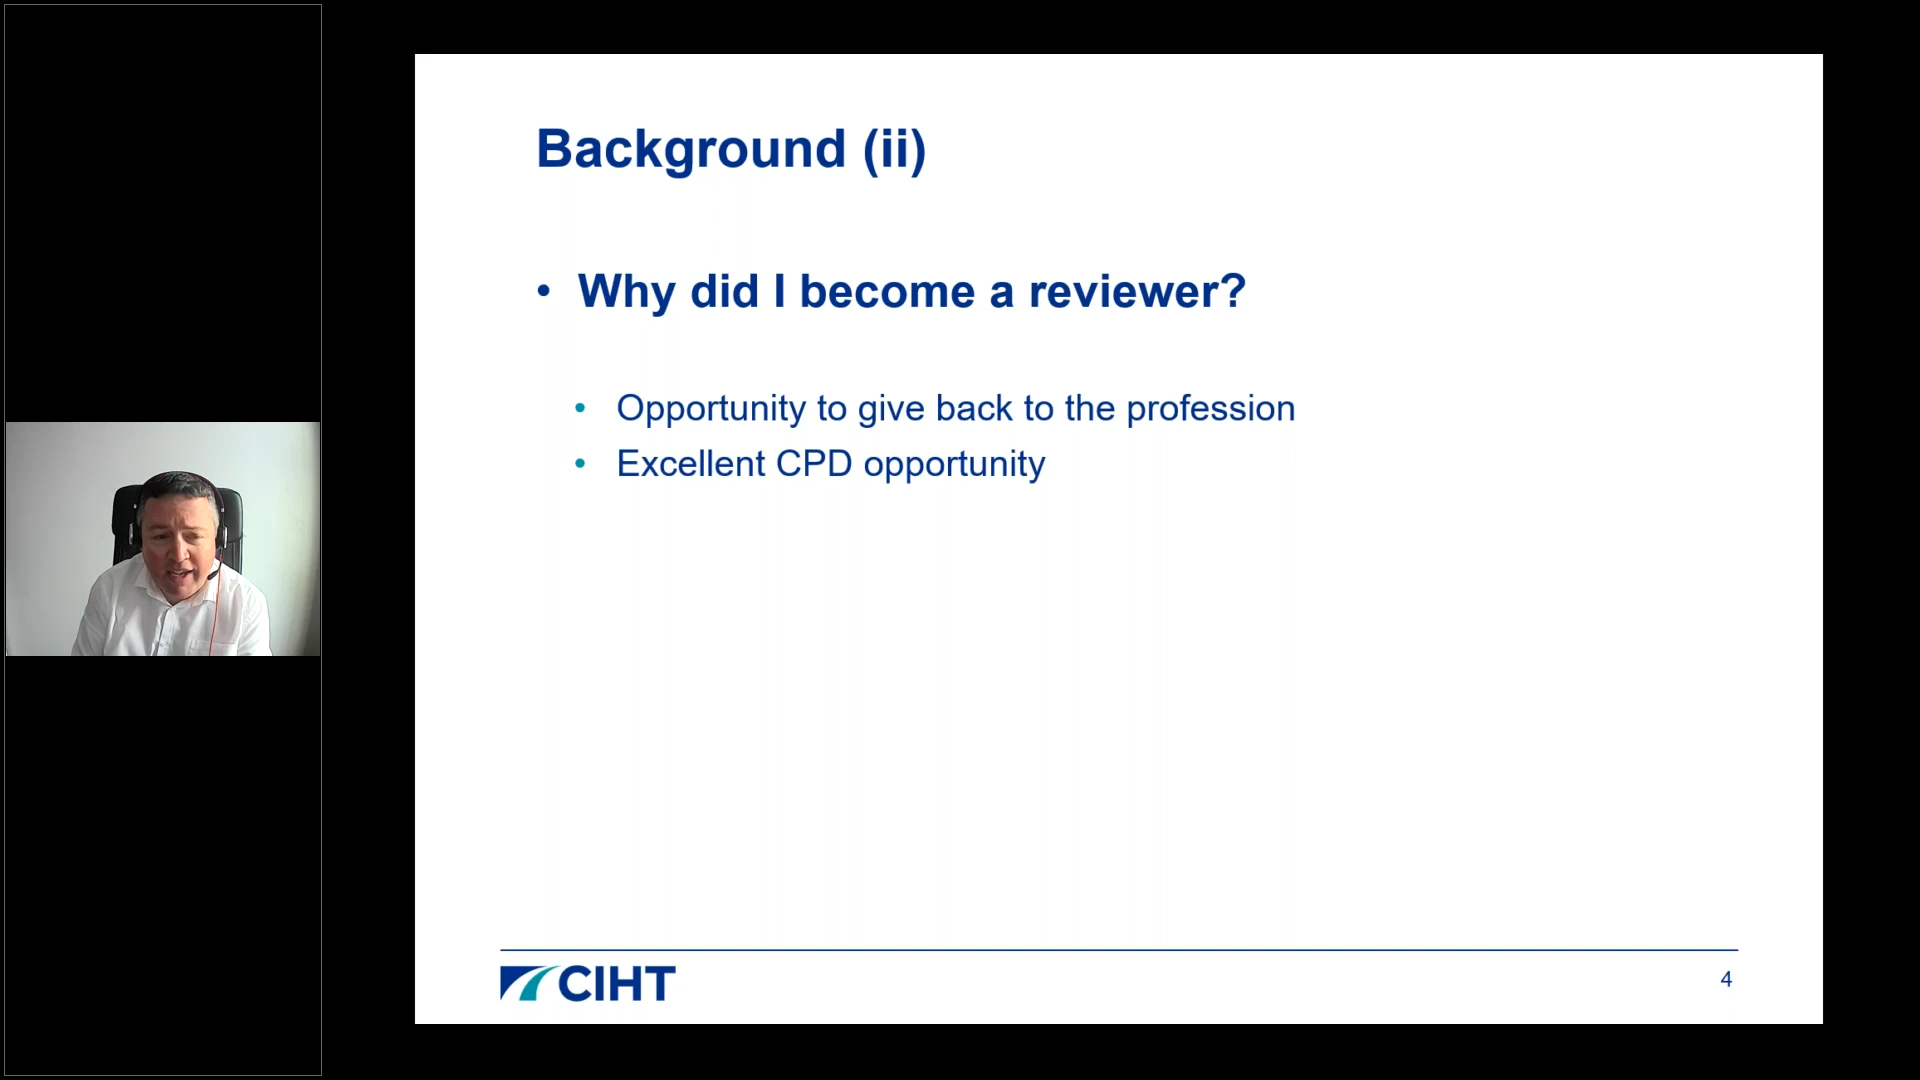 Background (ii)
• Why did I become a reviewer?
• Opportunity to give back to the profession
• Excellent CPD opportunity
CIHT
4